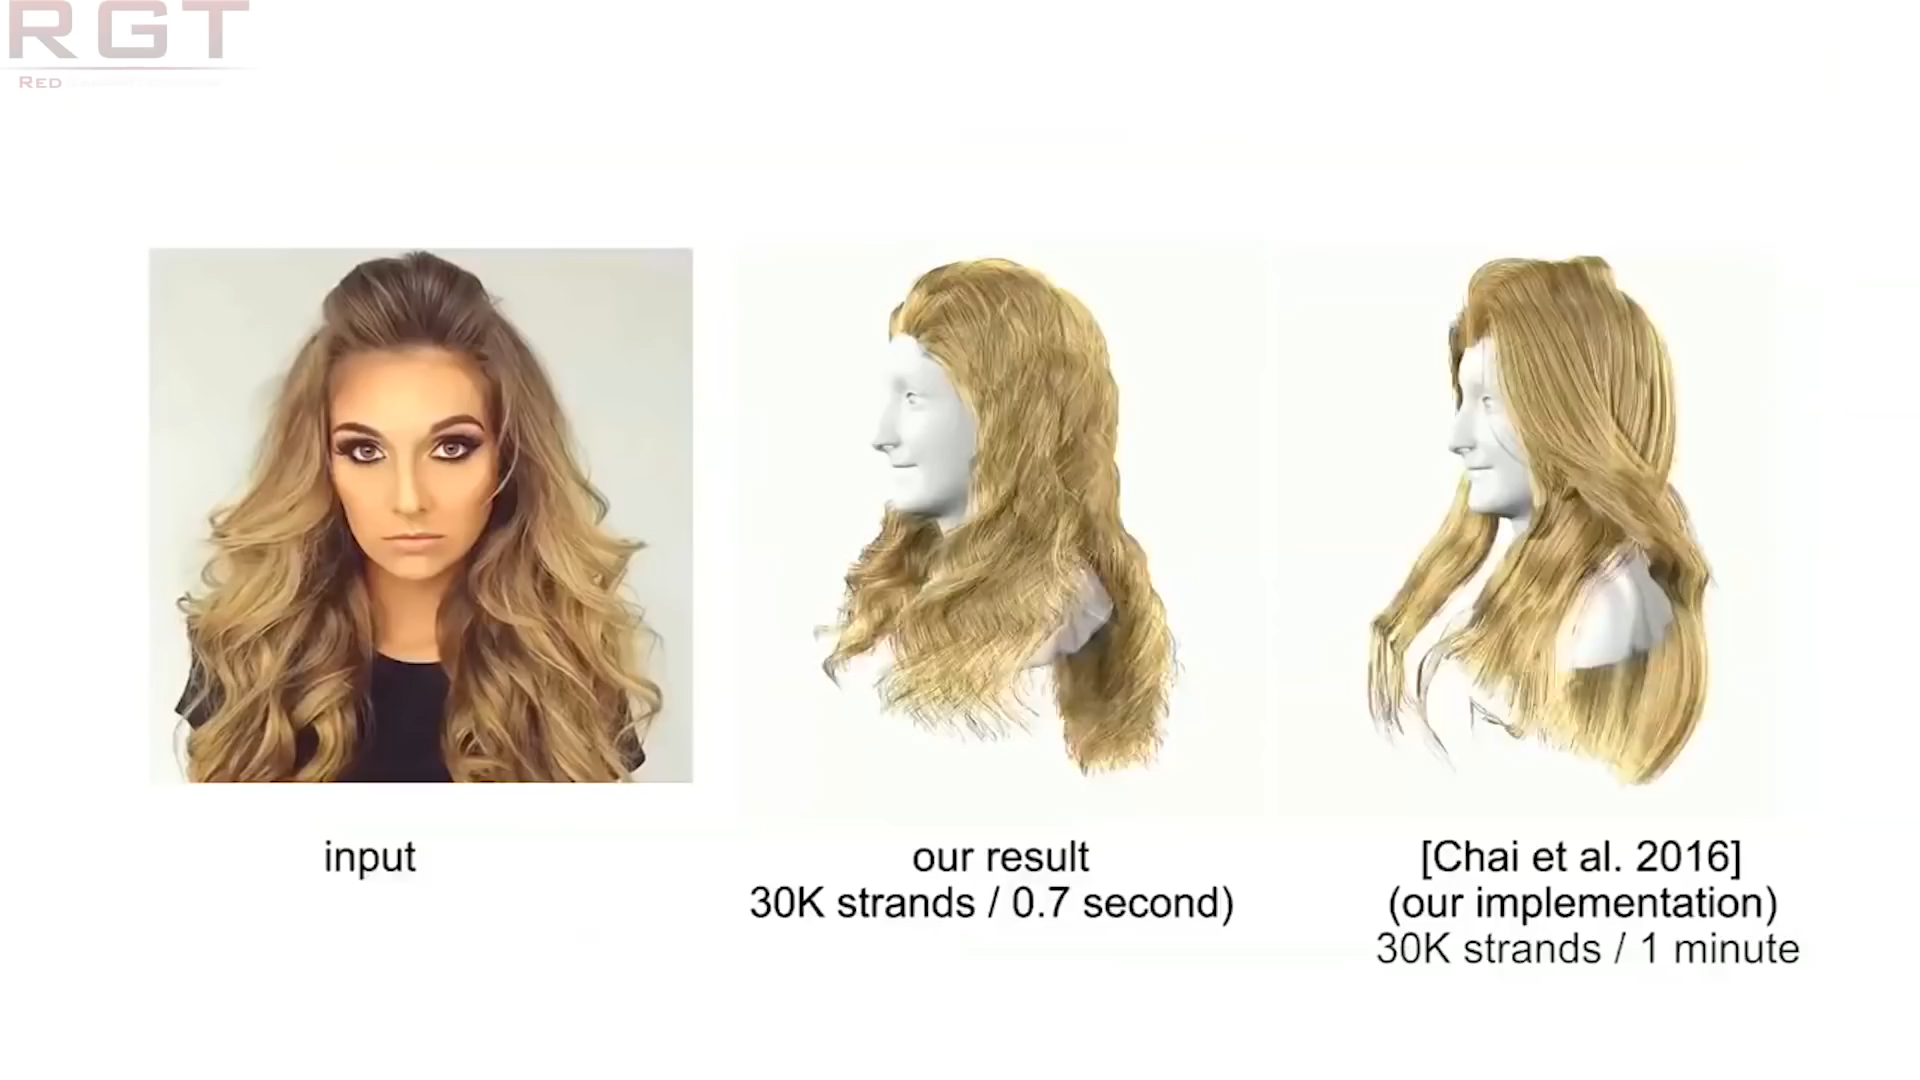 RGT
RED
input
our result
30K strands / 0.7 second)
[Chai et al. 2016]
(our implementation)
30K strands / 1 minute